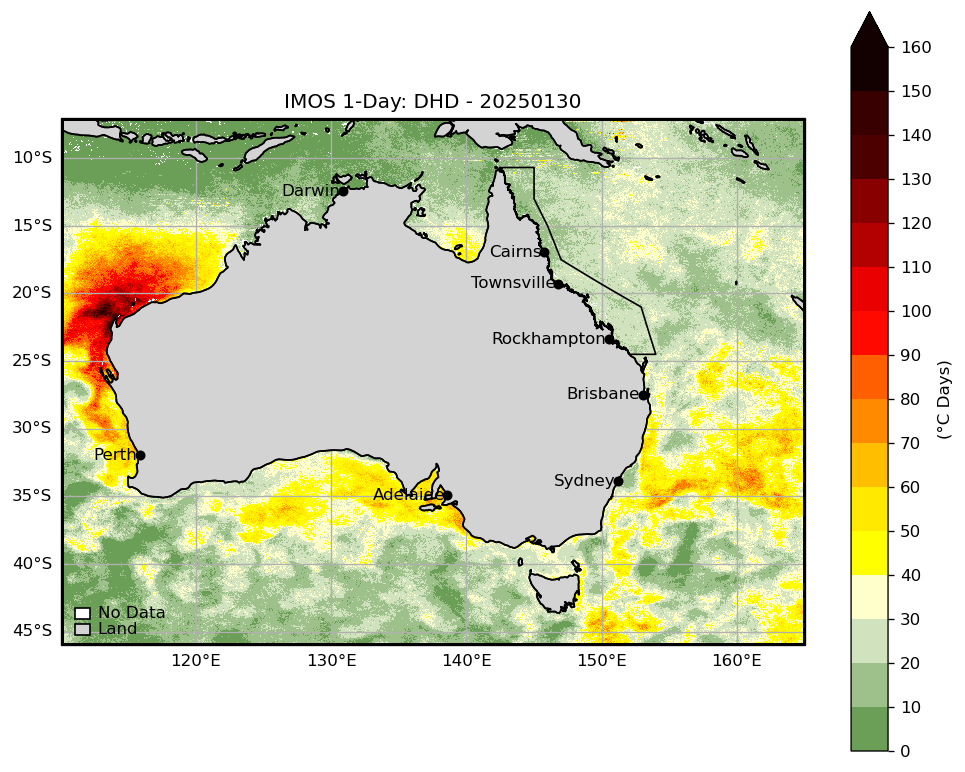 IMOS 1-Day: DHD - 20250130
160
150
140
130
120
110
100
90
80
70
60
50
40
30
20
10
0
(°C Days)
10°S
15°S
20°S
25°S
30°S
35°S
40°S
45°S
Darwin
Cairns
Townsville
Rockhampton
Brisbane
Perth
Sydney
Adelaide
No Data
Land
120°E 130°E 140°E 150°E 160°E